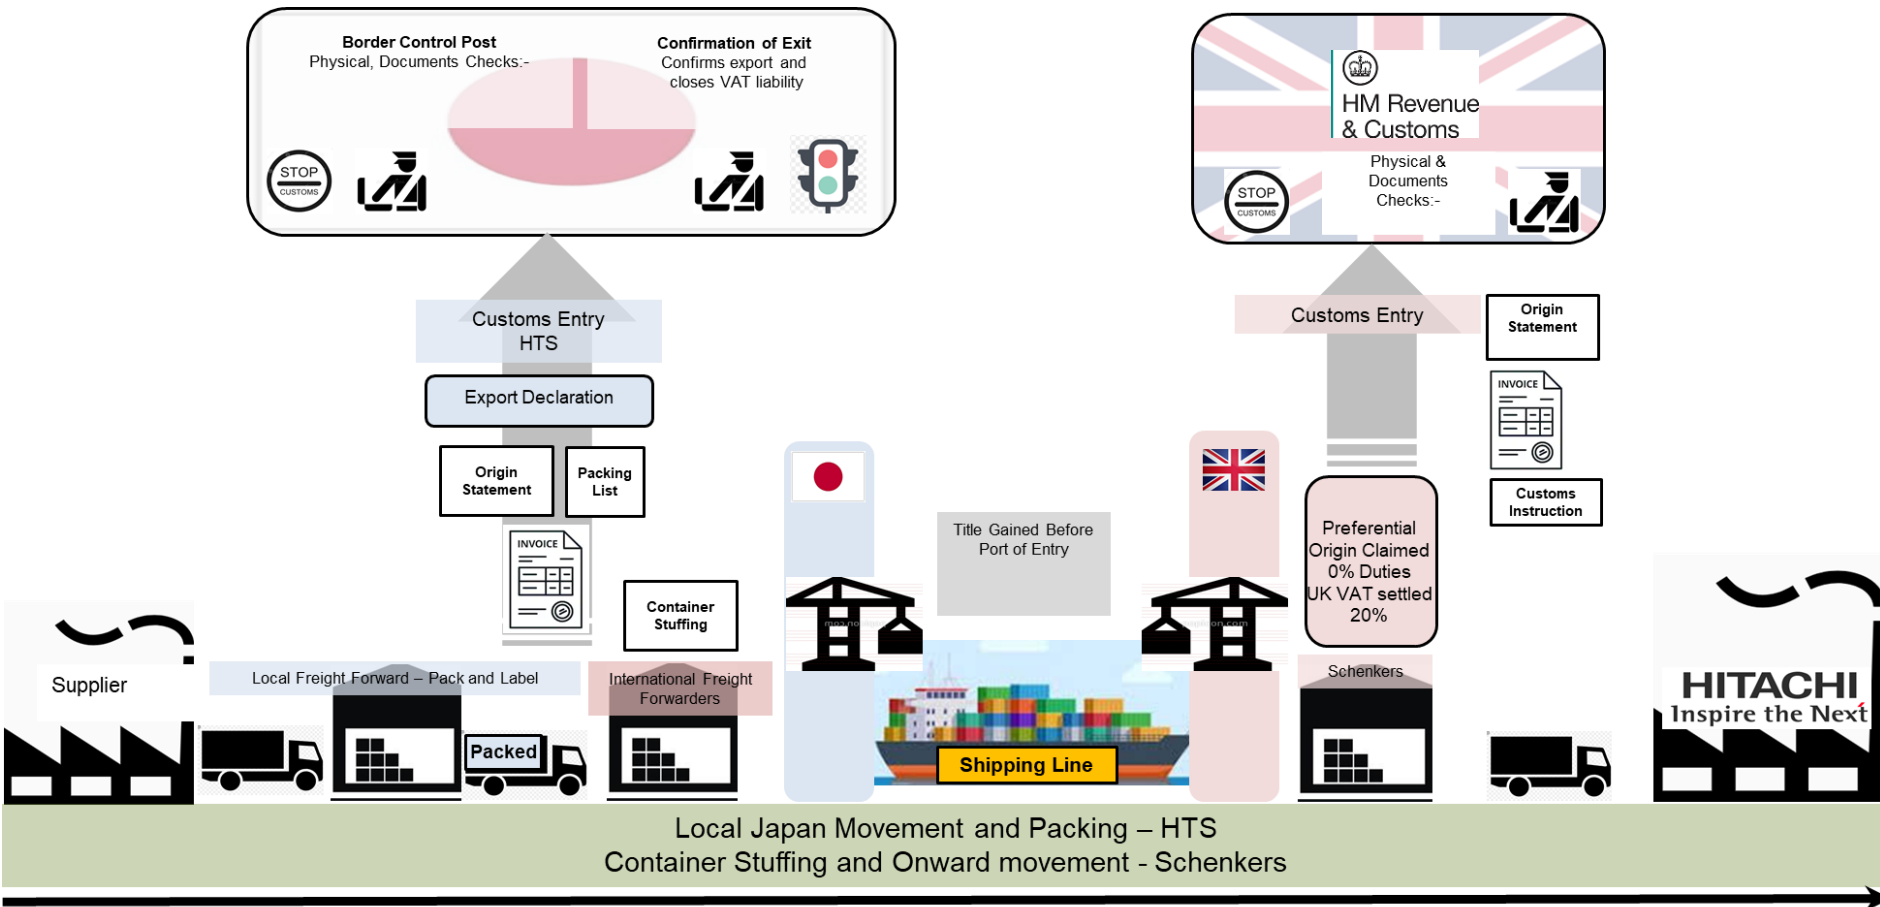 Border Control Post
Physical, Documents Checks:-
Confirmation of Exit
Confirms export and
closes VAT liability
STOP
CUSTOMS
HM Revenue
& Customs
Physical &
Documents
Checks:-
STOP
CUSTOMS
Customs Entry
HTS
Export Declaration
Origin
Statement
Packing
List
INVOICE
Container
Stuffing
Title Gained Before
Port of Entry
Customs Entry
Origin
Statement
INVOICE
Customs
Instruction
Preferential
Origin Claimed
0% Duties
UK VAT settled
20%
Supplier
Local Freight Forward – Pack and Label
International Freight
Forwarders
Schenkers
Packed
Shipping Line
HITACHI
Inspire the Next
Local Japan Movement and Packing – HTS
Container Stuffing and Onward movement - Schenkers